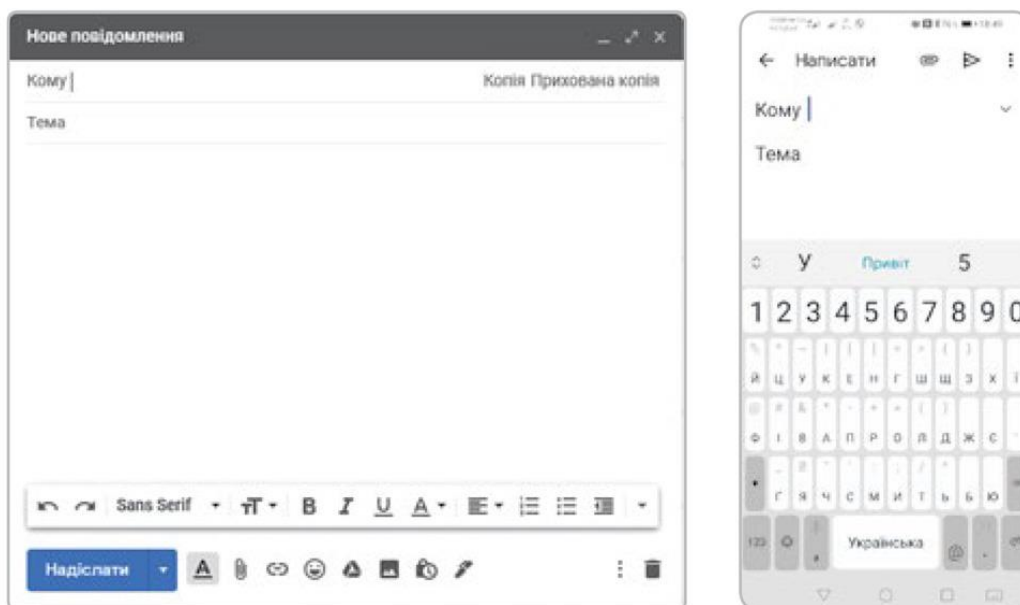 Нове повідомлення
Кому
Копія Прихована копія
Тема
Sans Serif
B I U A
Надіслати
A
Написати
Кому
Тема
У Привіт 5
1 2 3 4 5 6 7 8 9 0
й ц у к е н г ш щ з х ї
ф і в а п р о л д ж є
ґ я ч с м и т ь б ю
123 , Українська @ .